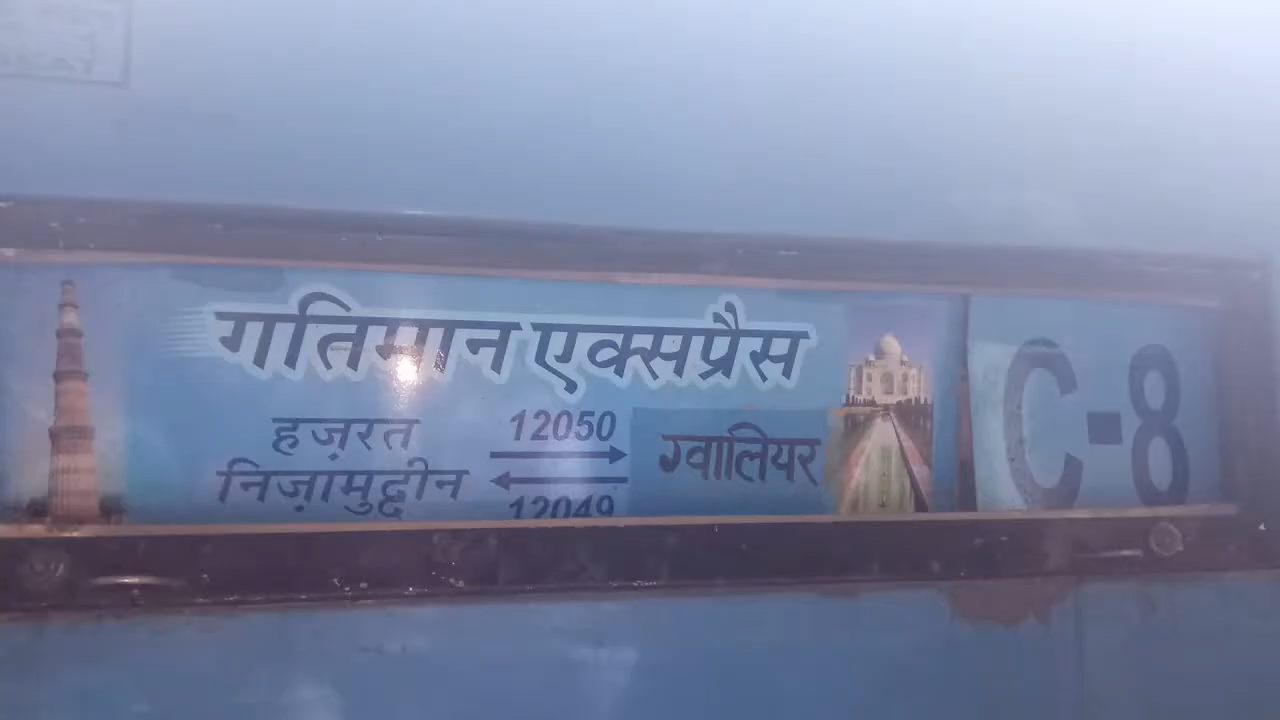 गतिमान एक्सप्रैस
हज़रत निज़ामुद्दीन
12050
12049
ग्वालियर
C-8